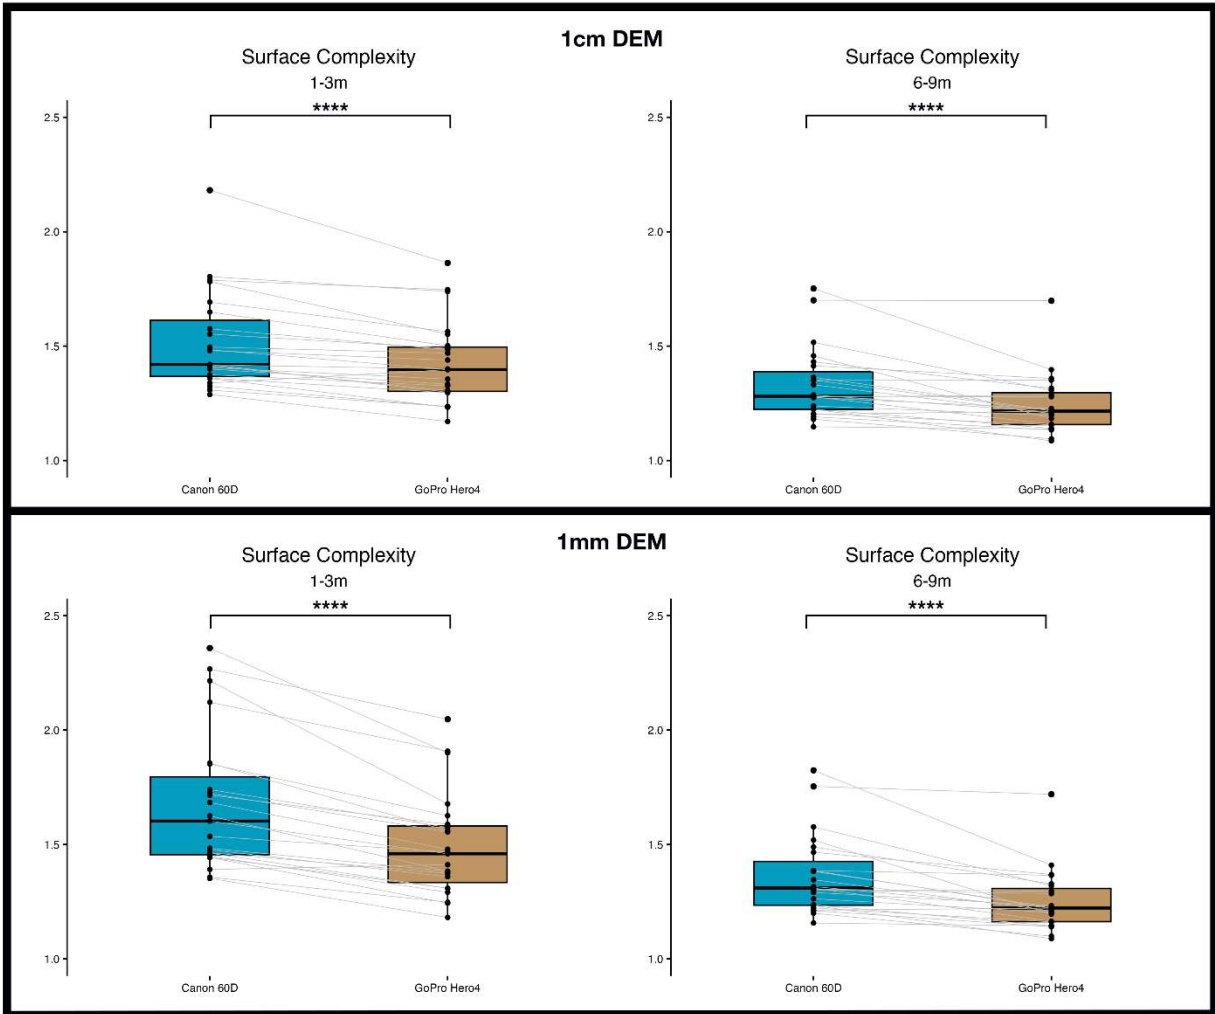 1cm DEM
Surface Complexity
1-3m
****
2.5
2.0
1.5
1.0
Canon 60D
GoPro Hero4
Surface Complexity
6-9m
****
2.5
2.0
1.5
1.0
Canon 60D
GoPro Hero4
1mm DEM
Surface Complexity
1-3m
****
2.5
2.0
1.5
1.0
Canon 60D
GoPro Hero4
Surface Complexity
6-9m
****
2.5
2.0
1.5
1.0
Canon 60D
GoPro Hero4